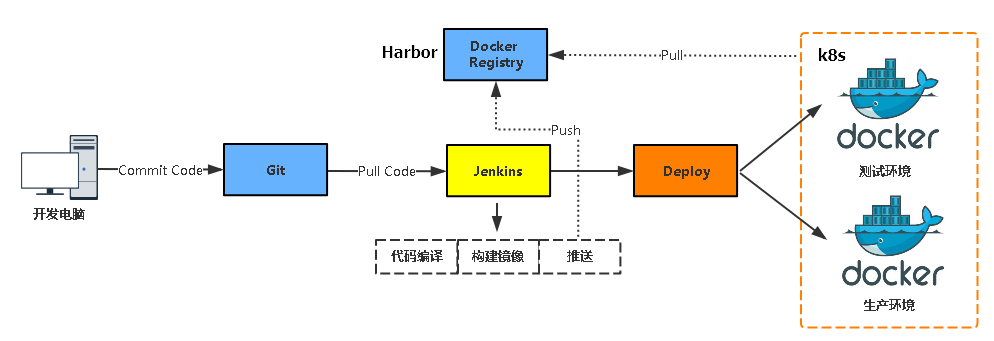 Harbor
Docker
Registry
Pull
k8s
docker
测试环境
Push
开发电脑
Commit Code
Git
Pull Code
Jenkins
Deploy
代码编译
构建镜像
推送
docker
生产环境